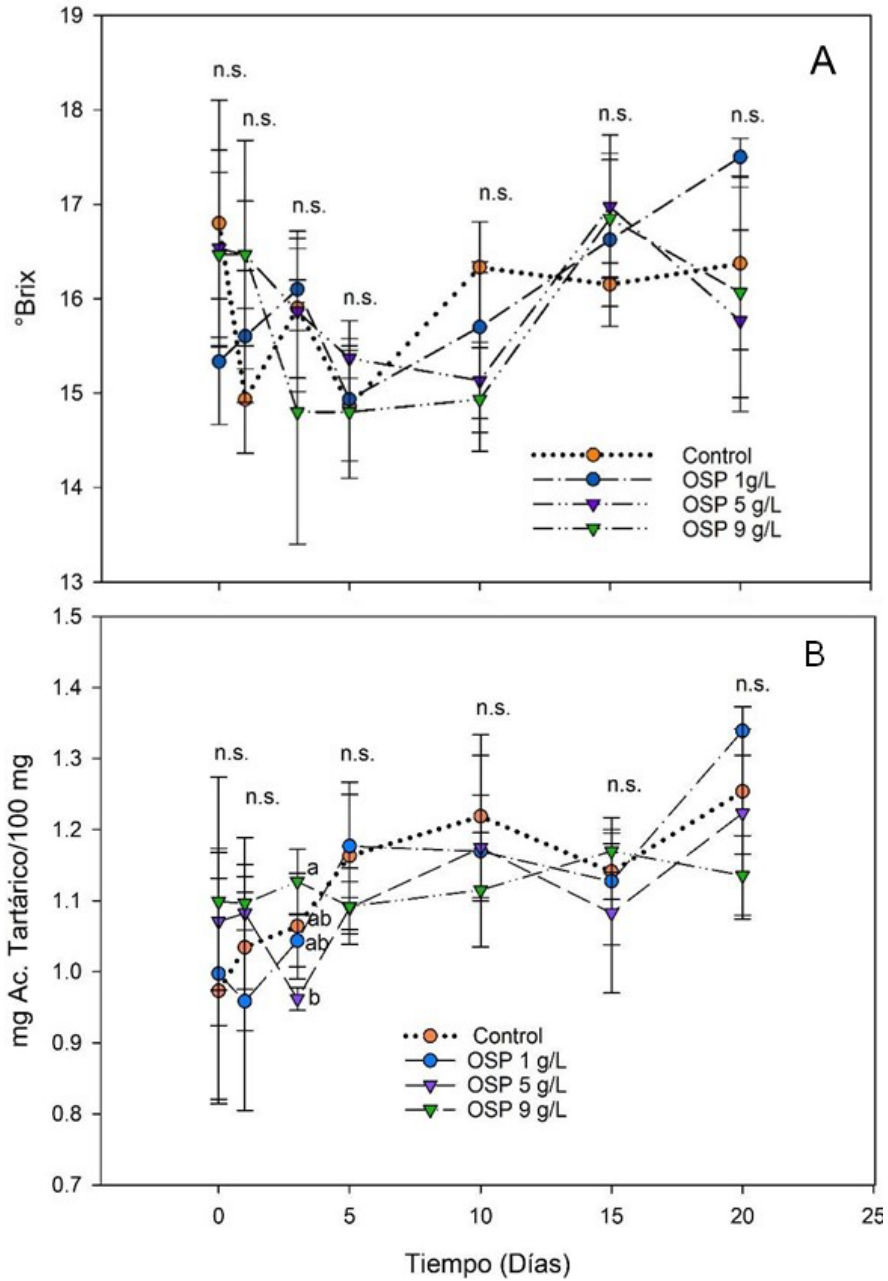 19
18
17
16
15
14
13
°Brix
A
n.s.
n.s.
n.s.
n.s.
n.s.
n.s.
n.s.
Control
OSP 1g/L
OSP 5 g/L
OSP 9 g/L
1.5
1.4
1.3
1.2
1.1
1.0
0.9
0.8
0.7
mg Ac. Tartárico/100 mg
B
n.s.
n.s.
a
ab
ab
b
n.s.
n.s.
n.s.
n.s.
Control
OSP 1 g/L
OSP 5 g/L
OSP 9 g/L
0 5 10 15 20 25
Tiempo (Días)